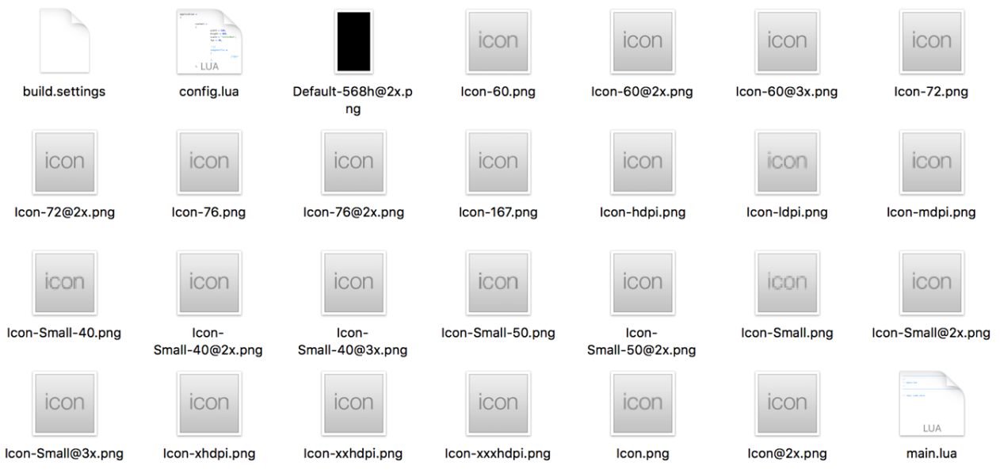 LUA
icon
icon
icon
icon
build.settings
config.lua
Default-568h@2x.p
ng
Icon-60.png
Icon-60@2x.png
Icon-60@3x.png
Icon-72.png
icon
icon
icon
icon
icon
icon
icon
Icon-72@2x.png
Icon-76.png
Icon-76@2x.png
Icon-167.png
Icon-hdpi.png
Icon-ldpi.png
Icon-mdpi.png
icon
icon
icon
icon
icon
icon
icon
Icon-Small-40.png
Icon-
Small-40@2x.png
Icon-
Small-40@3x.png
Icon-Small-50.png
Icon-
Small-50@2x.png
Icon-Small.png
Icon-Small@2x.png
icon
icon
icon
icon
icon
icon
LUA
Icon-Small@3x.png
Icon-xhdpi.png
Icon-xxhdpi.png
Icon-xxxhdpi.png
Icon.png
Icon@2x.png
main.lua